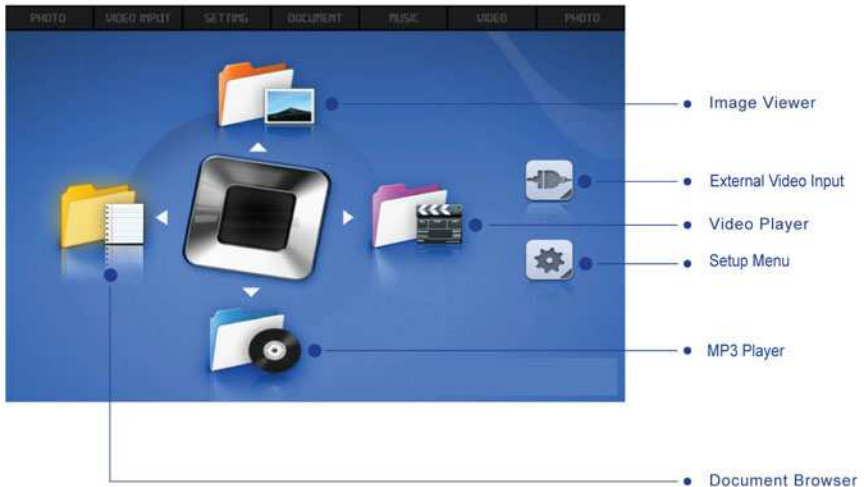 PHOTO VIDEO INPUT SETTING DOCUMENT MUSIC VIDEO PHOTO
Image Viewer
External Video Input
Video Player
Setup Menu
MP3 Player
Document Browser